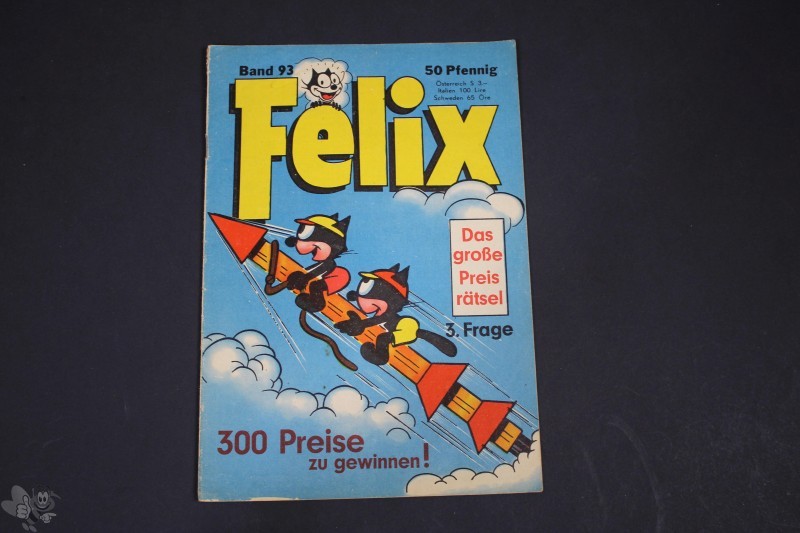 Band 93
50 Pfennig
Österreich S 3.–
Italien 100 Lire
Schweden 65 Öre
Felix
Das
große
Preis
rätsel
3. Frage
300 Preise
zu gewinnen!